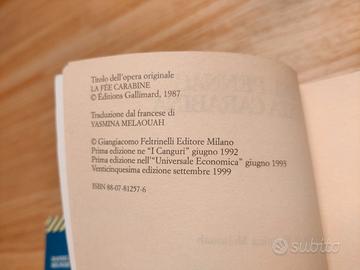 Titolo dell'opera originale
LA FÉE CARABINE
© Éditions Gallimard, 1987
Traduzione dal francese di
YASMINA MELAOUAH
© Giangiacomo Feltrinelli Editore Milano
Prima edizione ne "I Canguri" giugno 1992
Prima edizione nell'"Universale Economica" giugno 1995
Venticinquesima edizione settembre 1999
ISBN 88-07-81257-6
subito